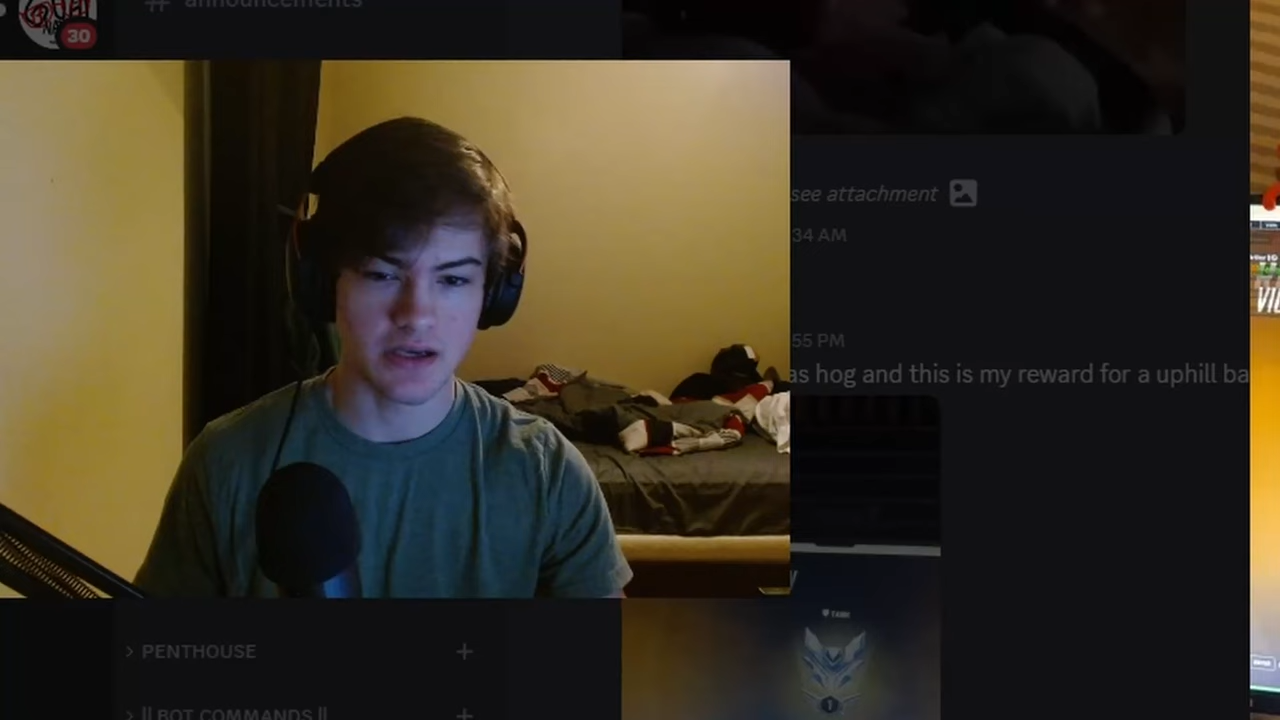 # announcements
30
see attachment
34 AM
55 PM
as hog and this is my reward for a uphill ba
> PENTHOUSE +
TANK
1
> || BOT COMMANDS || +